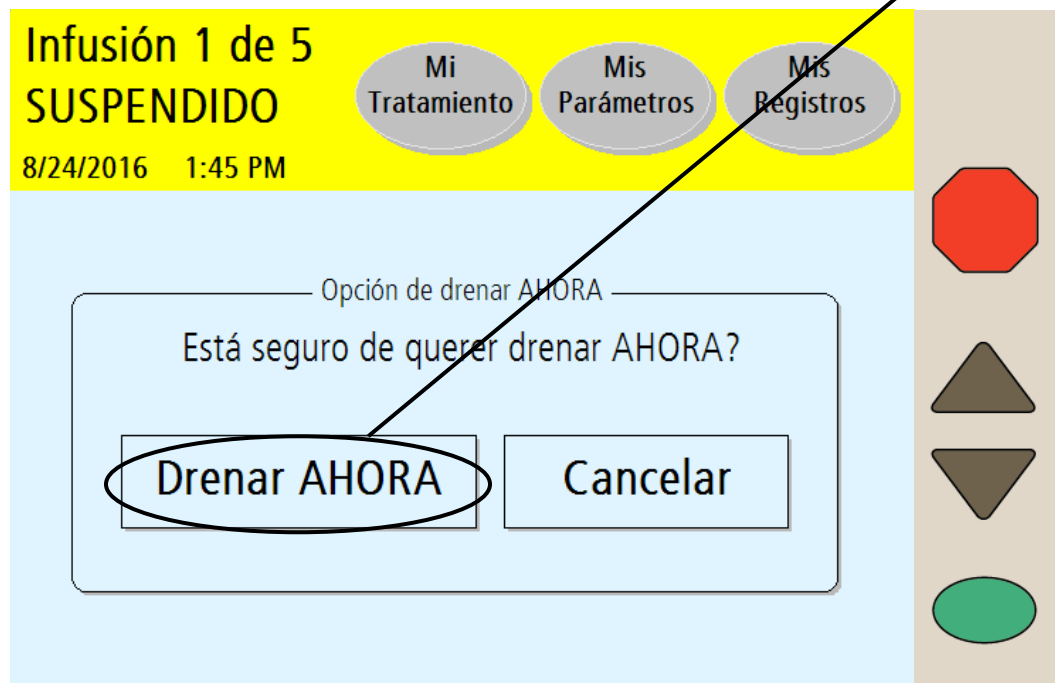 Infusión 1 de 5
SUSPENDIDO
8/24/2016 1:45 PM
Mi
Tratamiento
Mis
Parámetros
Mis
Registros
Opción de drenar AHORA
Está seguro de querer drenar AHORA?
Drenar AHORA
Cancelar